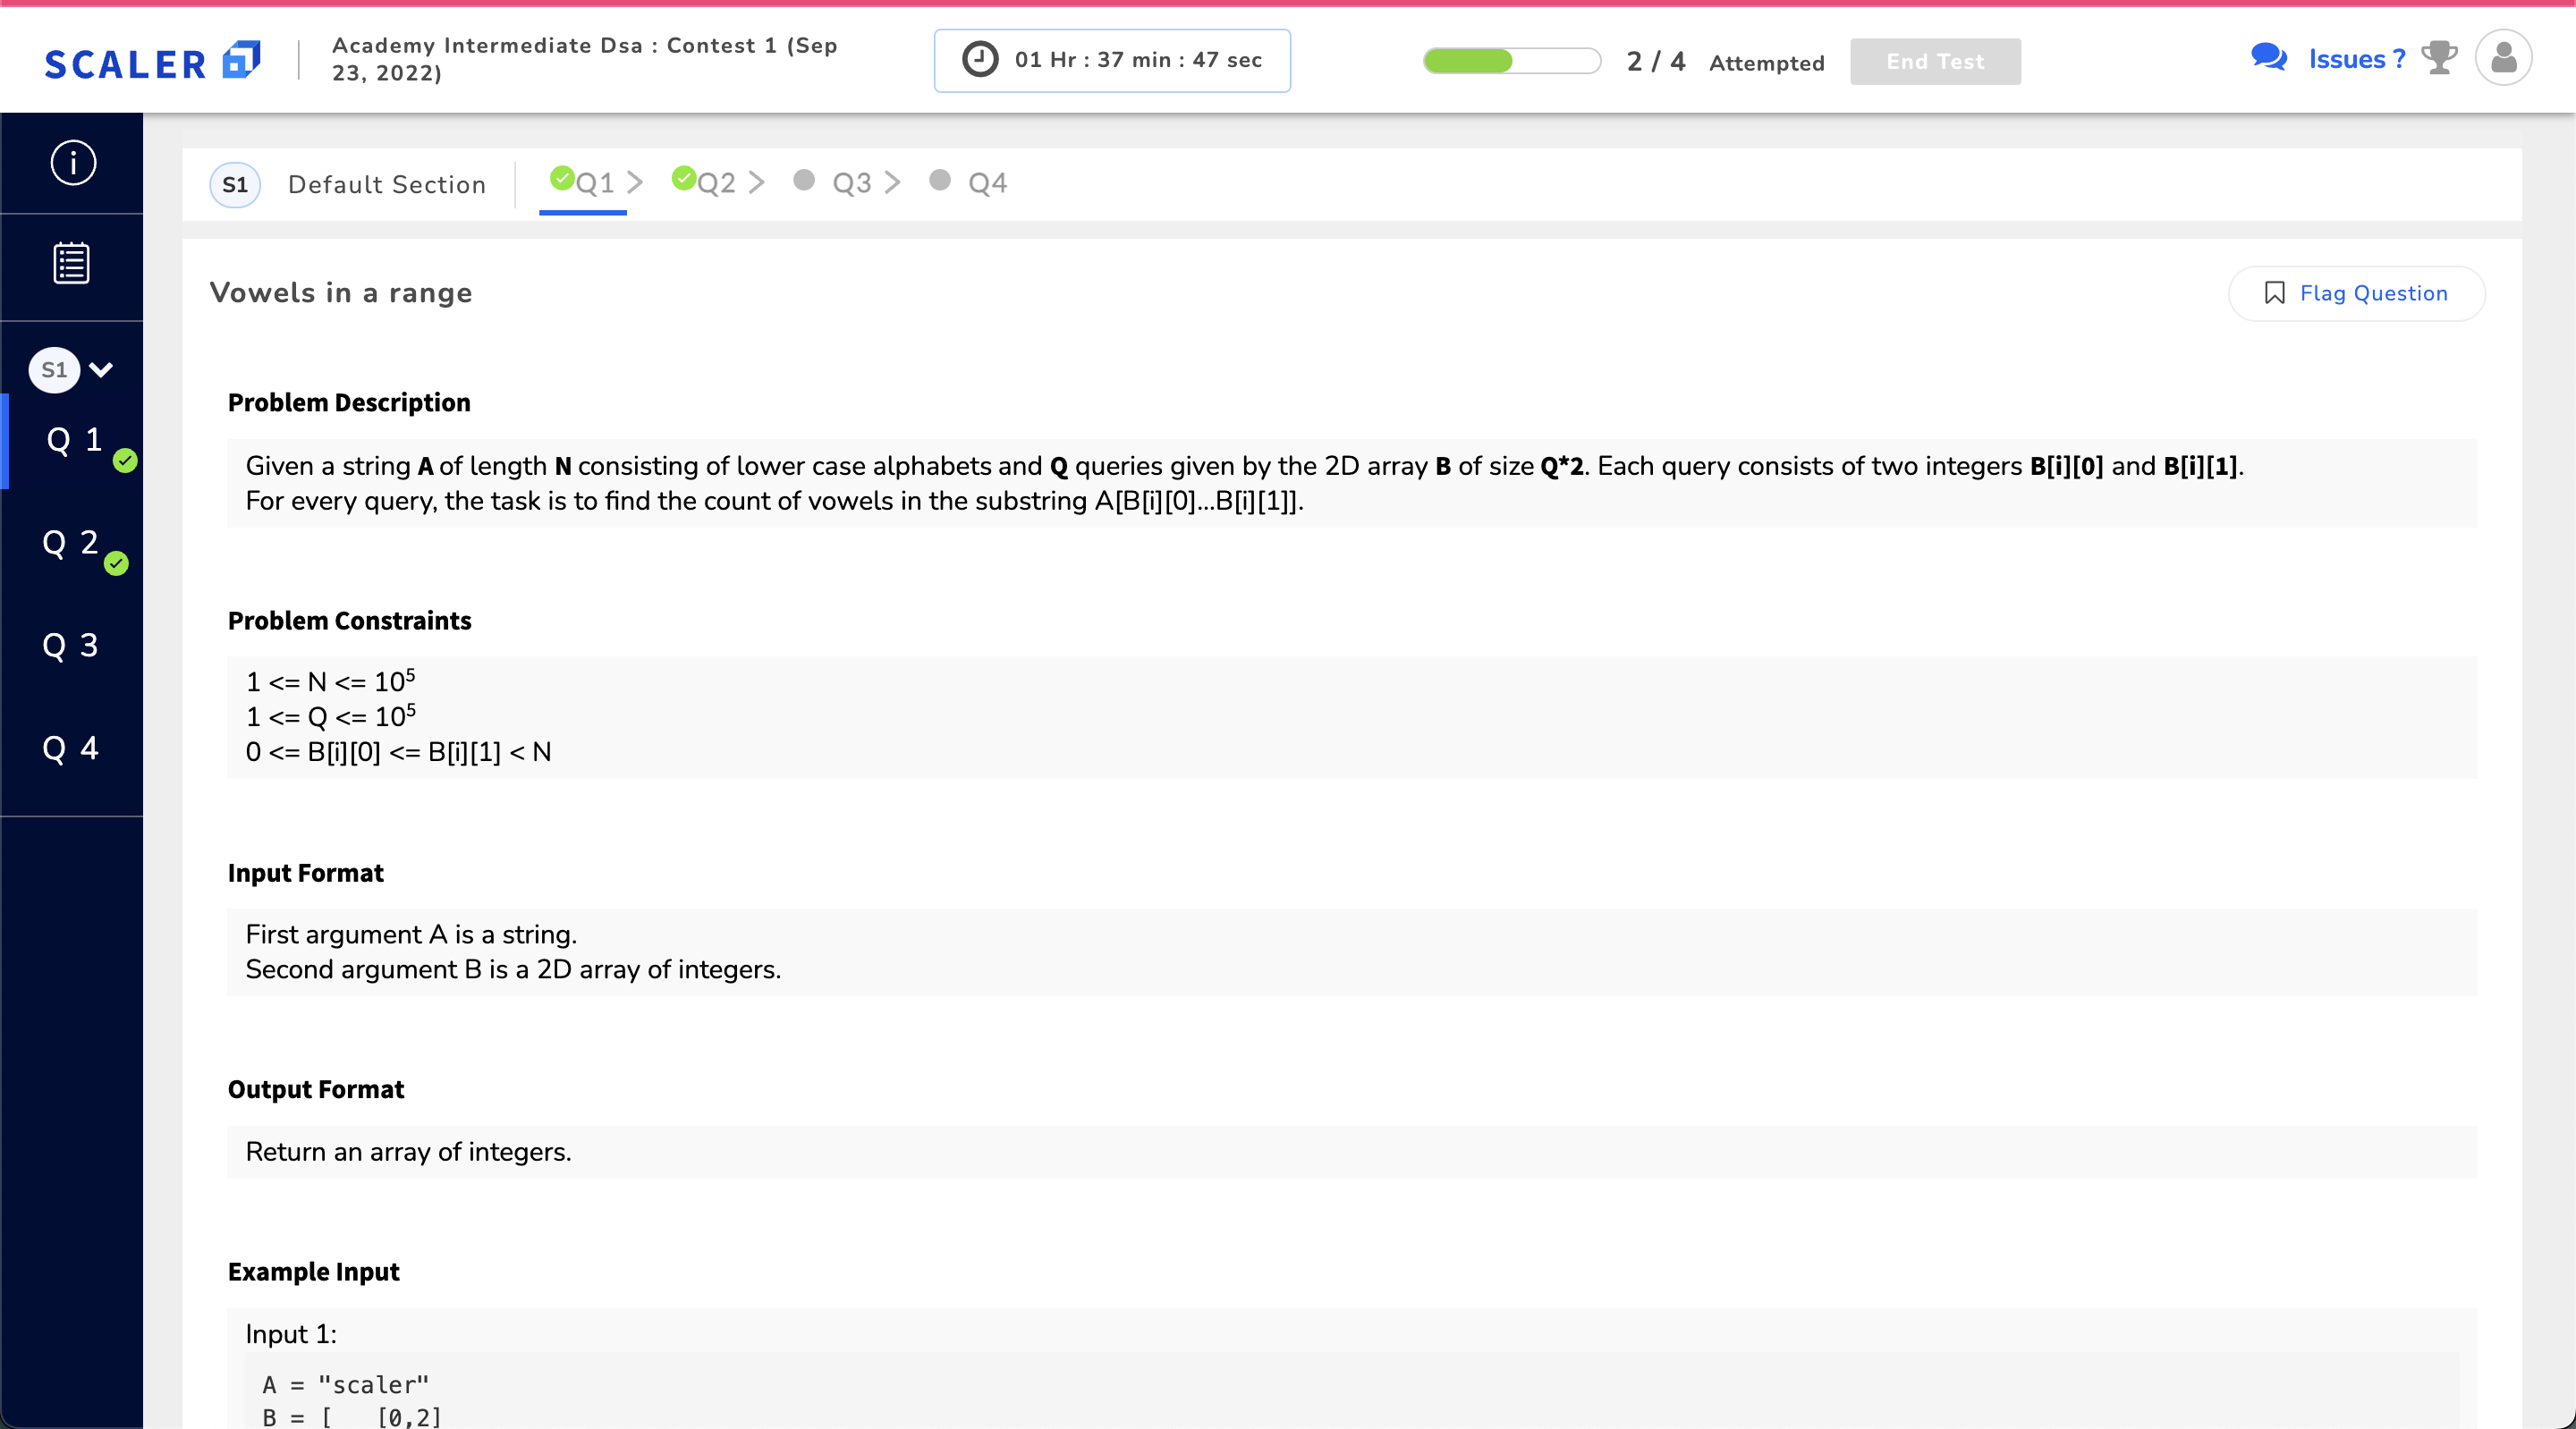 SCALER
Academy Intermediate Dsa : Contest 1 (Sep
23, 2022)
01 Hr : 37 min : 47 sec
2 / 4 Attempted
End Test
Issues ?
S1 Default Section
Q1
Q2
Q3
Q4
S1
Q 1
Q 2
Q 3
Q 4
Vowels in a range
Flag Question
Problem Description
Given a string A of length N consisting of lower case alphabets and Q queries given by the 2D array B of size Q*2. Each query consists of two integers B[i][0] and B[i][1].
For every query, the task is to find the count of vowels in the substring A[B[i][0]...B[i][1]].
Problem Constraints
1 <= N <= 10⁵
1 <= Q <= 10⁵
0 <= B[i][0] <= B[i][1] < N
Input Format
First argument A is a string.
Second argument B is a 2D array of integers.
Output Format
Return an array of integers.
Example Input
Input 1:
A = "scaler"
B = [   [0,2]